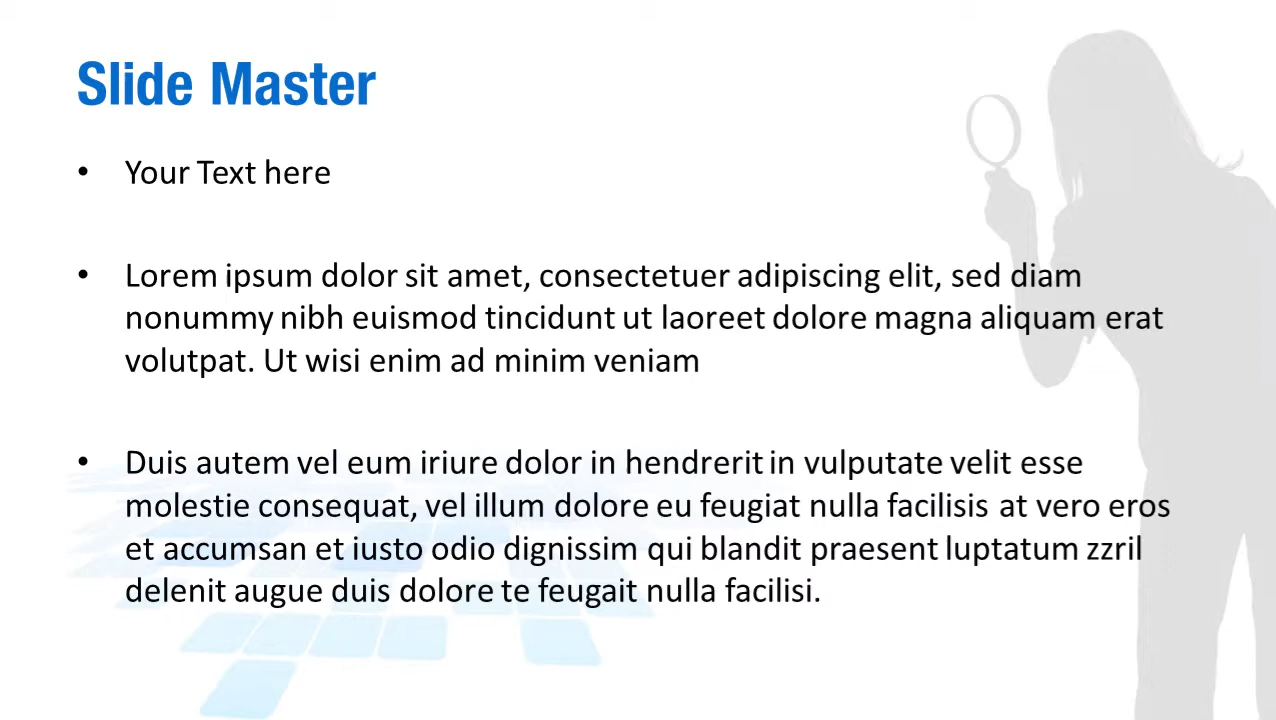 Slide Master
• Your Text here
• Lorem ipsum dolor sit amet, consectetuer adipiscing elit, sed diam
nonummy nibh euismod tincidunt ut laoreet dolore magna aliquam erat
volutpat. Ut wisi enim ad minim veniam
• Duis autem vel eum iriure dolor in hendrerit in vulputate velit esse
molestie consequat, vel illum dolore eu feugiat nulla facilisis at vero eros
et accumsan et iusto odio dignissim qui blandit praesent luptatum zzril
delenit augue duis dolore te feugait nulla facilisi.